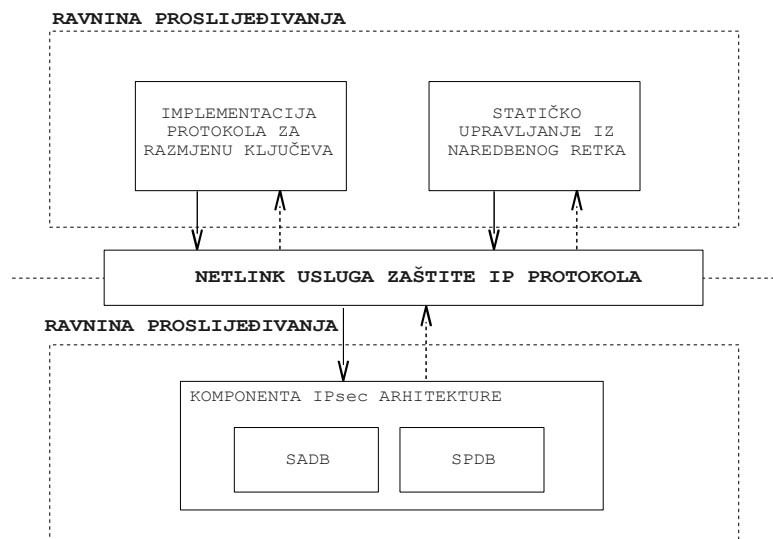 RAVNINA PROSLIJEĐIVANJA
IMPLEMENTACIJA
PROTOKOLA ZA
RAZMJENU KLJUČEVA
STATIČKO
UPRAVLJANJE IZ
NAREDBENOG RETKA
NETLINK USLUGA ZAŠTITE IP PROTOKOLA
RAVNINA PROSLIJEĐIVANJA
KOMPONENTA IPsec ARHITEKTURE
SADB
SPDB